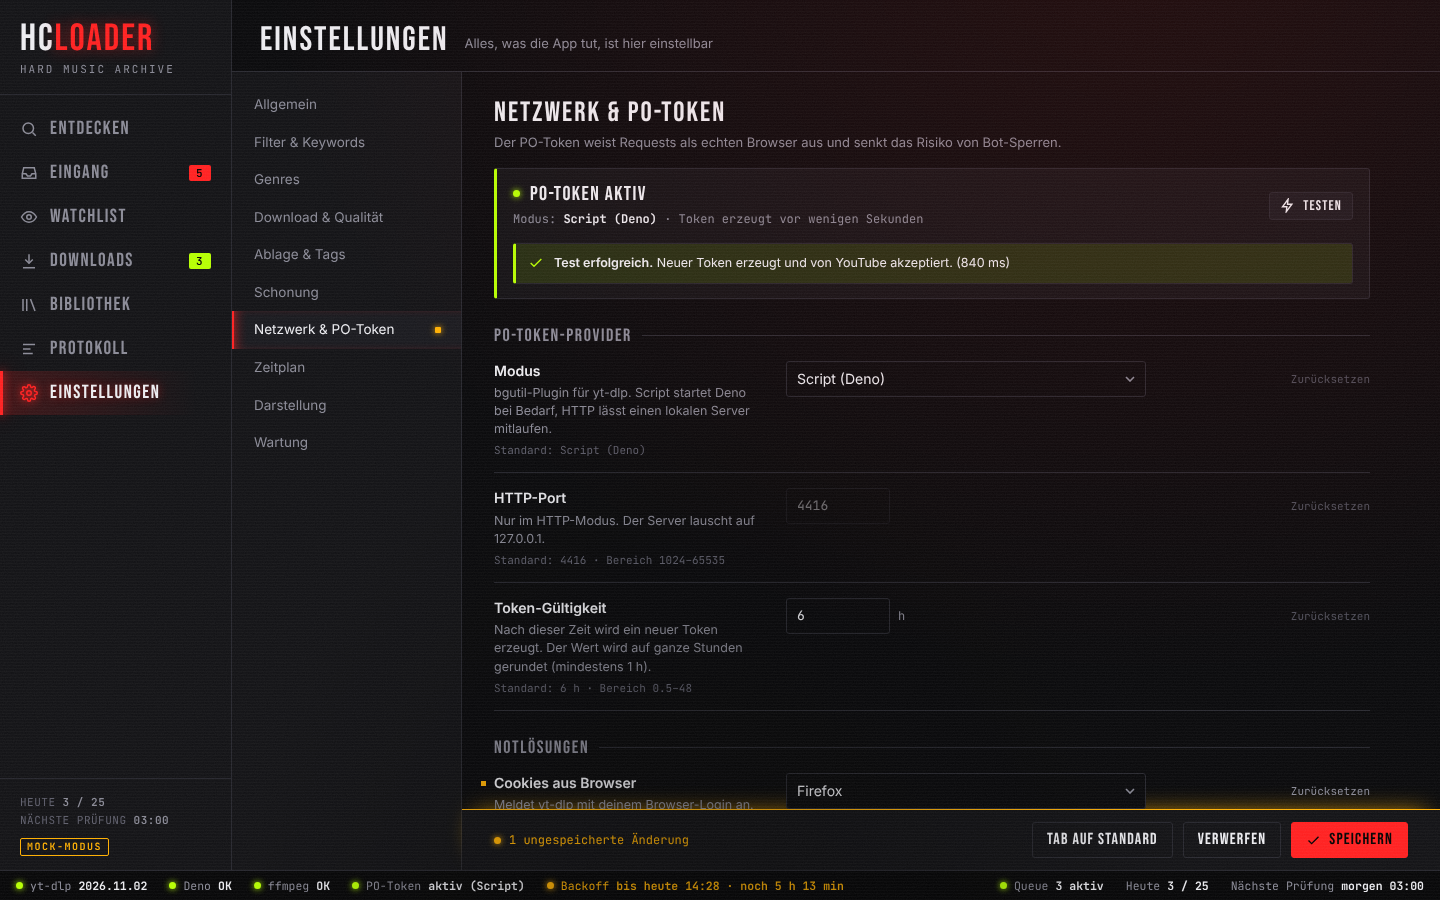 HCLOADER
HARD MUSIC ARCHIVE
ENTDECKEN
EINGANG 5
WATCHLIST
DOWNLOADS 3
BIBLIOTHEK
PROTOKOLL
EINSTELLUNGEN
HEUTE 3 / 25
NÄCHSTE PRÜFUNG 03:00
MOCK-MODUS
EINSTELLUNGEN Alles, was die App tut, ist hier einstellbar
Allgemein
Filter & Keywords
Genres
Download & Qualität
Ablage & Tags
Schonung
Netzwerk & PO-Token
Zeitplan
Darstellung
Wartung
NETZWERK & PO-TOKEN
Der PO-Token weist Requests als echten Browser aus und senkt das Risiko von Bot-Sperren.
PO-TOKEN AKTIV
Modus: Script (Deno) · Token erzeugt vor wenigen Sekunden
TESTEN
Test erfolgreich. Neuer Token erzeugt und von YouTube akzeptiert. (840 ms)
PO-TOKEN-PROVIDER
Modus
bgutil-Plugin für yt-dlp. Script startet Deno
bei Bedarf, HTTP lässt einen lokalen Server
mitlaufen.
Standard: Script (Deno)
Script (Deno)
Zurücksetzen
HTTP-Port
Nur im HTTP-Modus. Der Server lauscht auf
127.0.0.1.
Standard: 4416 · Bereich 1024–65535
4416
Zurücksetzen
Token-Gültigkeit
Nach dieser Zeit wird ein neuer Token
erzeugt. Der Wert wird auf ganze Stunden
gerundet (mindestens 1 h).
Standard: 6 h · Bereich 0.5–48
6 h
Zurücksetzen
NOTLÖSUNGEN
Cookies aus Browser
Meldet yt-dlp mit deinem Browser-Login an.
Firefox
Zurücksetzen
1 ungespeicherte Änderung
TAB AUF STANDARD
VERWERFEN
SPEICHERN
yt-dlp 2026.11.02 Deno OK ffmpeg OK PO-Token aktiv (Script) Backoff bis heute 14:28 · noch 5 h 13 min Queue 3 aktiv Heute 3 / 25 Nächste Prüfung morgen 03:00